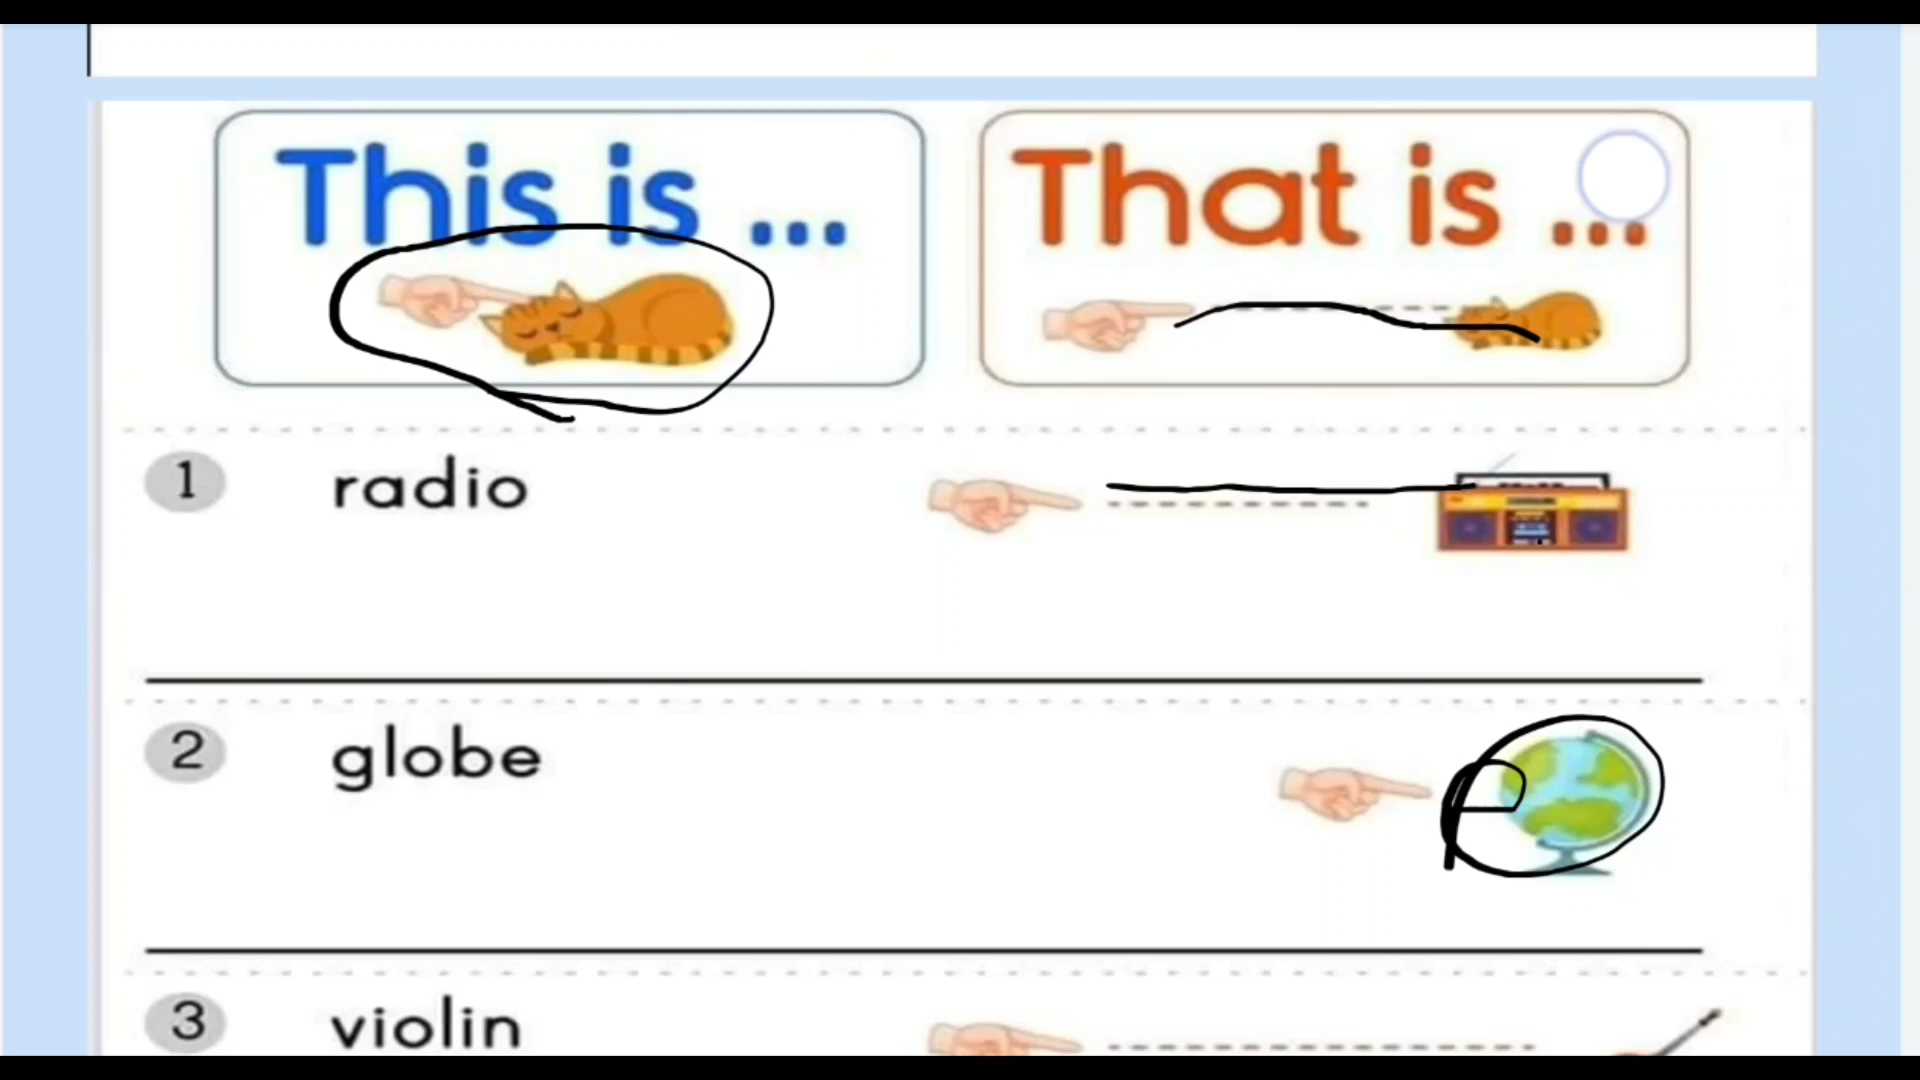 This is ...
That is ...
1 radio
2 globe
3 violin